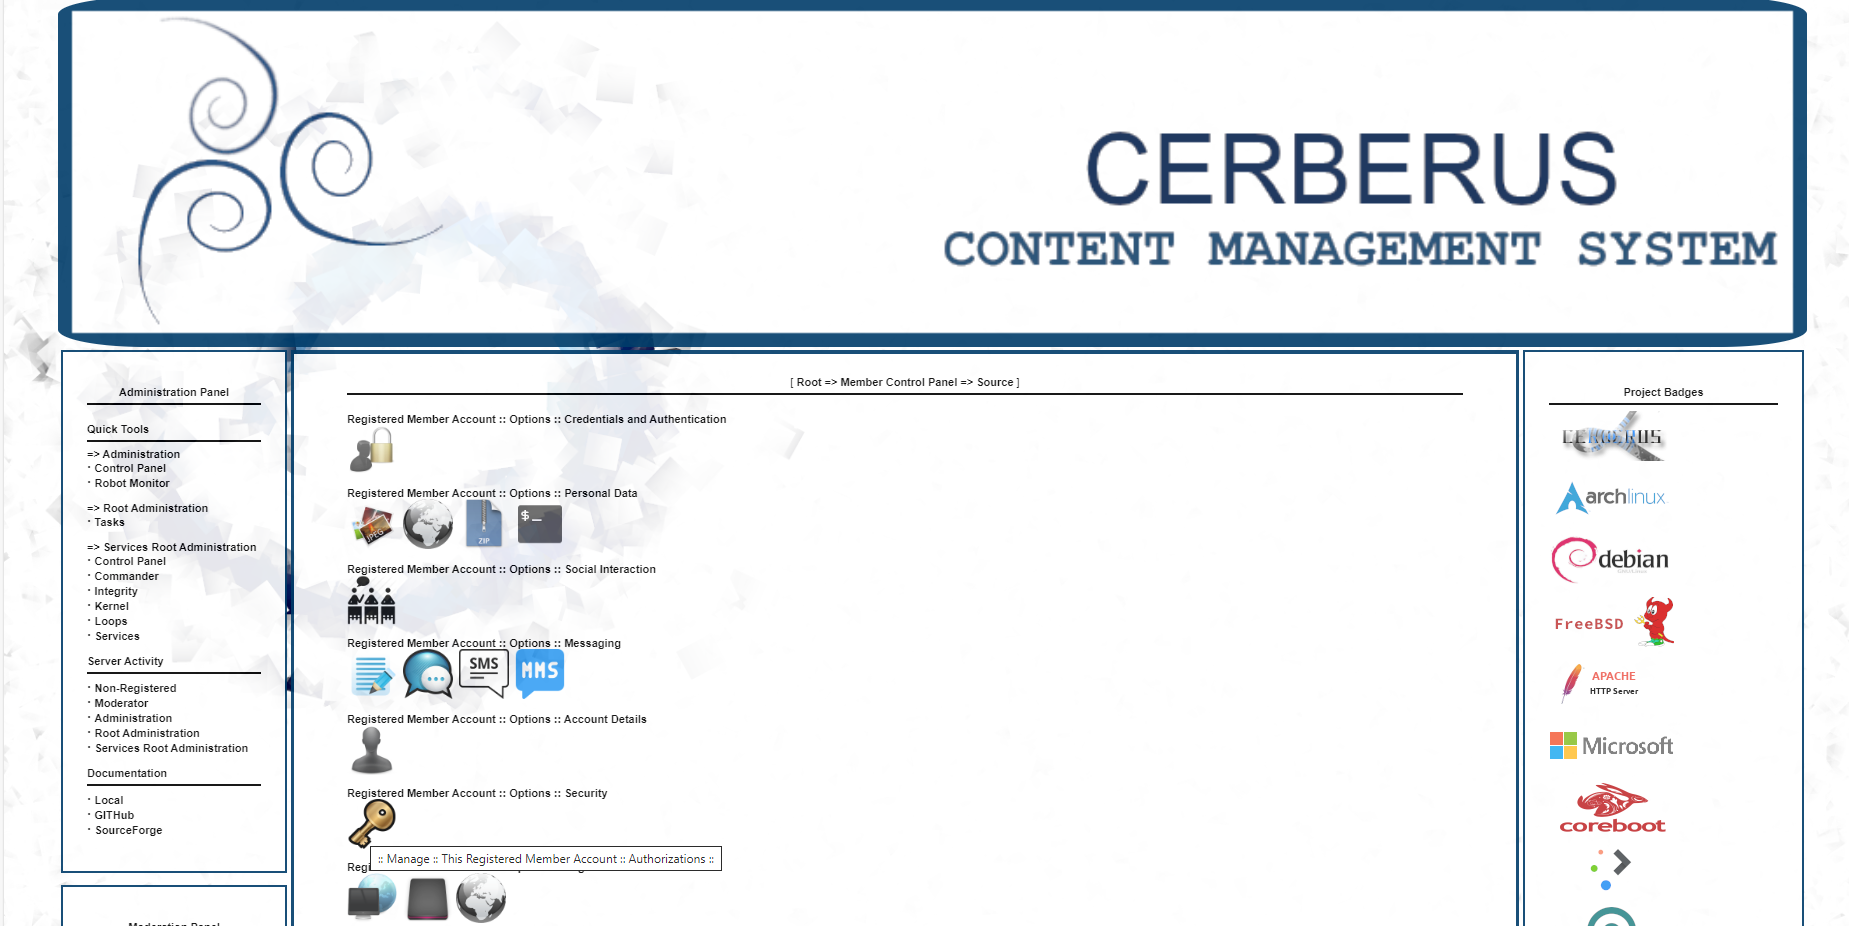 CERBERUS
CONTENT MANAGEMENT SYSTEM
Administration Panel
Quick Tools
=> Administration
· Control Panel
· Robot Monitor
=> Root Administration
· Tasks
=> Services Root Administration
· Control Panel
· Commander
· Integrity
· Kernel
· Loops
· Services
Server Activity
· Non-Registered
· Moderator
· Administration
· Root Administration
· Services Root Administration
Documentation
· Local
· GITHub
· SourceForge
Moderation Panel
[ Root => Member Control Panel => Source ]
Registered Member Account :: Options :: Credentials and Authentication
Registered Member Account :: Options :: Personal Data
JPEG
ZIP
$_
Registered Member Account :: Options :: Social Interaction
Registered Member Account :: Options :: Messaging
SMS
MMS
Registered Member Account :: Options :: Account Details
Registered Member Account :: Options :: Security
:: Manage :: This Registered Member Account :: Authorizations ::
Project Badges
CERBERUS
archlinux
debian
FreeBSD
APACHE
HTTP Server
Microsoft
coreboot